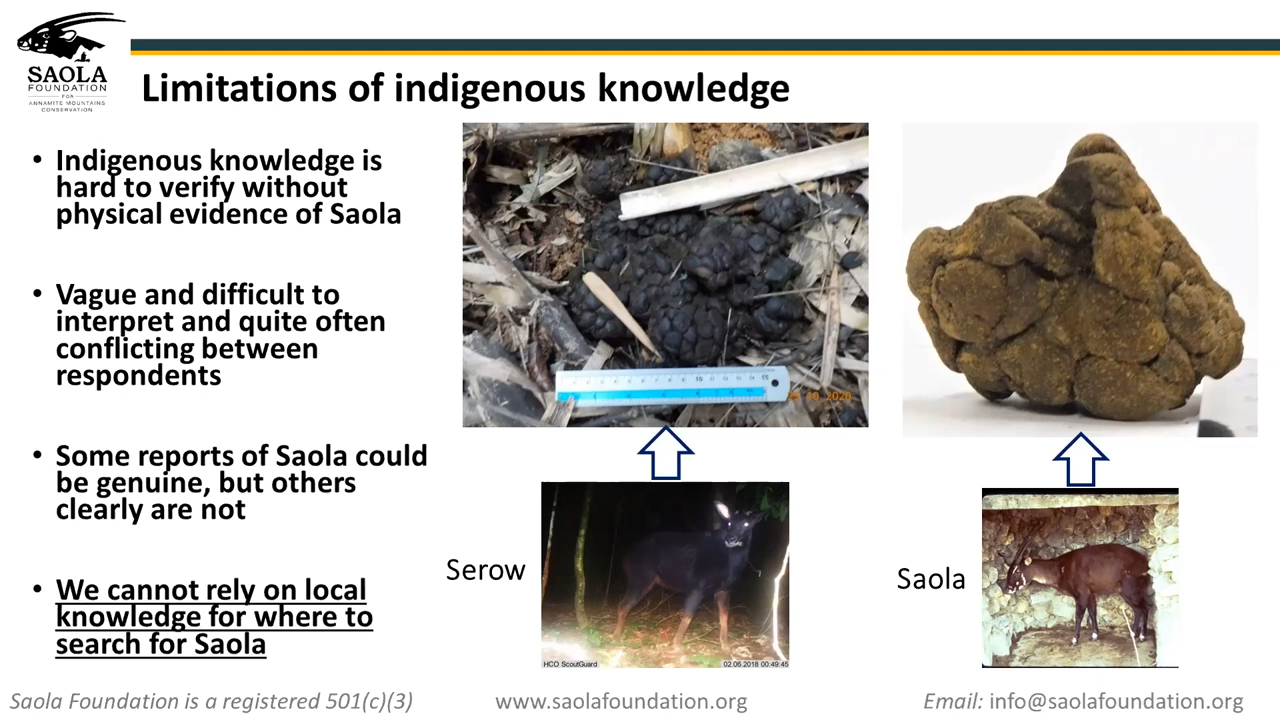 SAOLA
FOUNDATION
FOR
ANNAMITE MOUNTAINS
CONSERVATION
Limitations of indigenous knowledge
• Indigenous knowledge is
hard to verify without
physical evidence of Saola
• Vague and difficult to
interpret and quite often
conflicting between
respondents
• Some reports of Saola could
be genuine, but others
clearly are not
• We cannot rely on local
knowledge for where to
search for Saola
10 2020
Serow
HCO ScoutGuard
02.06.2018 00:49:45
Saola
Saola Foundation is a registered 501(c)(3)
www.saolafoundation.org
Email: info@saolafoundation.org